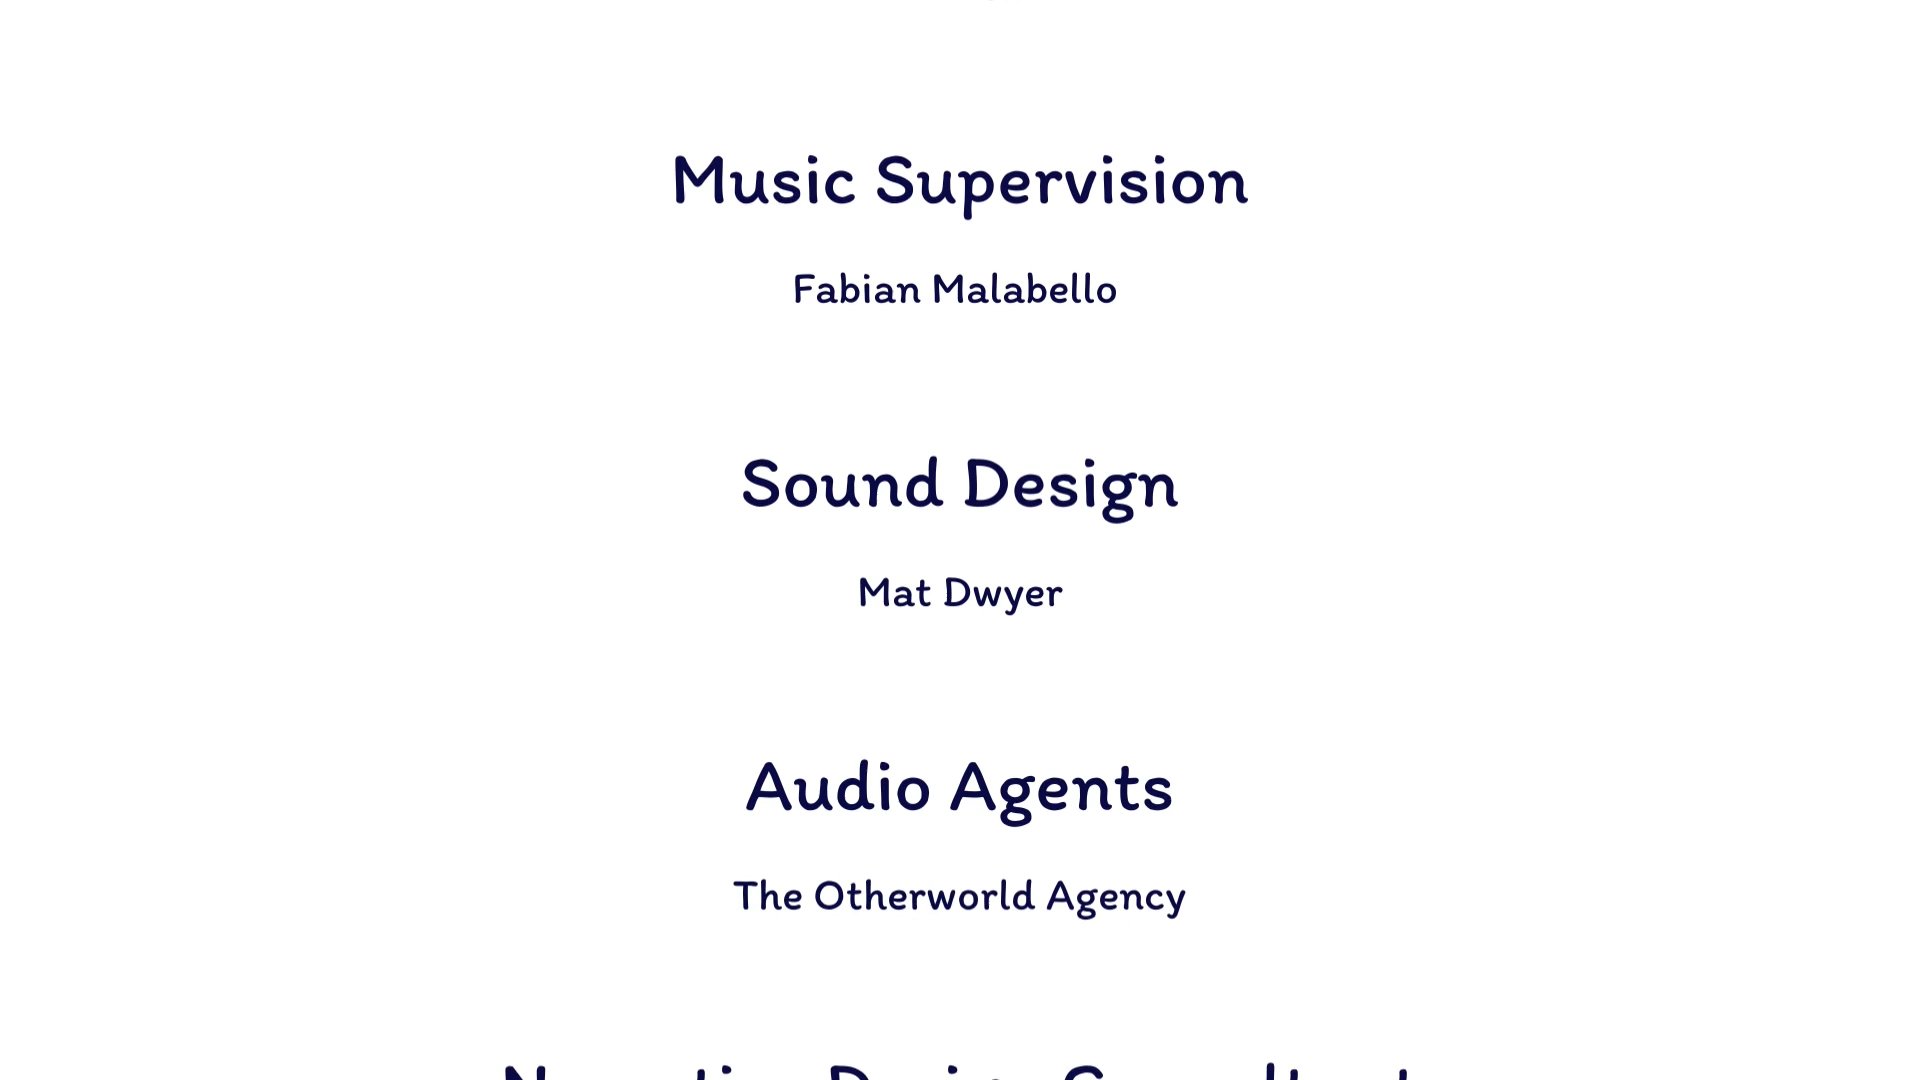 Music Supervision
Fabian Malabello
Sound Design
Mat Dwyer
Audio Agents
The Otherworld Agency